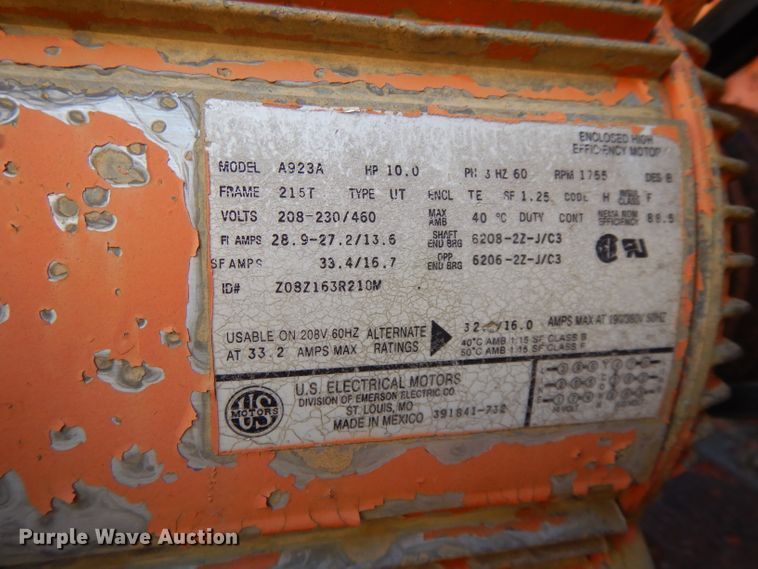 ENCLOSED HIGH
EFFICIENCY MOTOR
MODEL A923A HP 10.0 PH 3 HZ 60 RPM 1755 DES B
FRAME 215T TYPE UT ENCL TE SF 1.25 CODE H INSUL CLASS F
VOLTS 208-230/460 MAX AMB 40 °C DUTY CONT NEMA NOM EFFICIENCY 88.5
Fl AMPS 28.9-27.2/13.6 SHAFT END BRG 6208-2Z-J/C3
SF AMPS 33.4/16.7 OPP END BRG 6206-2Z-J/C3
ID# Z08Z163R210M
USABLE ON 208V 60HZ
AT 33.2 AMPS MAX
ALTERNATE
RATINGS
/16.0 AMPS MAX AT 190/380V 50HZ
40°C AMB 1.15 SF CLASS B
50°C AMB 1.15 SF CLASS F
US
MOTORS
U.S. ELECTRICAL MOTORS
DIVISION OF EMERSON ELECTRIC CO
ST. LOUIS, MO
MADE IN MEXICO 391841-732
Purple Wave Auction